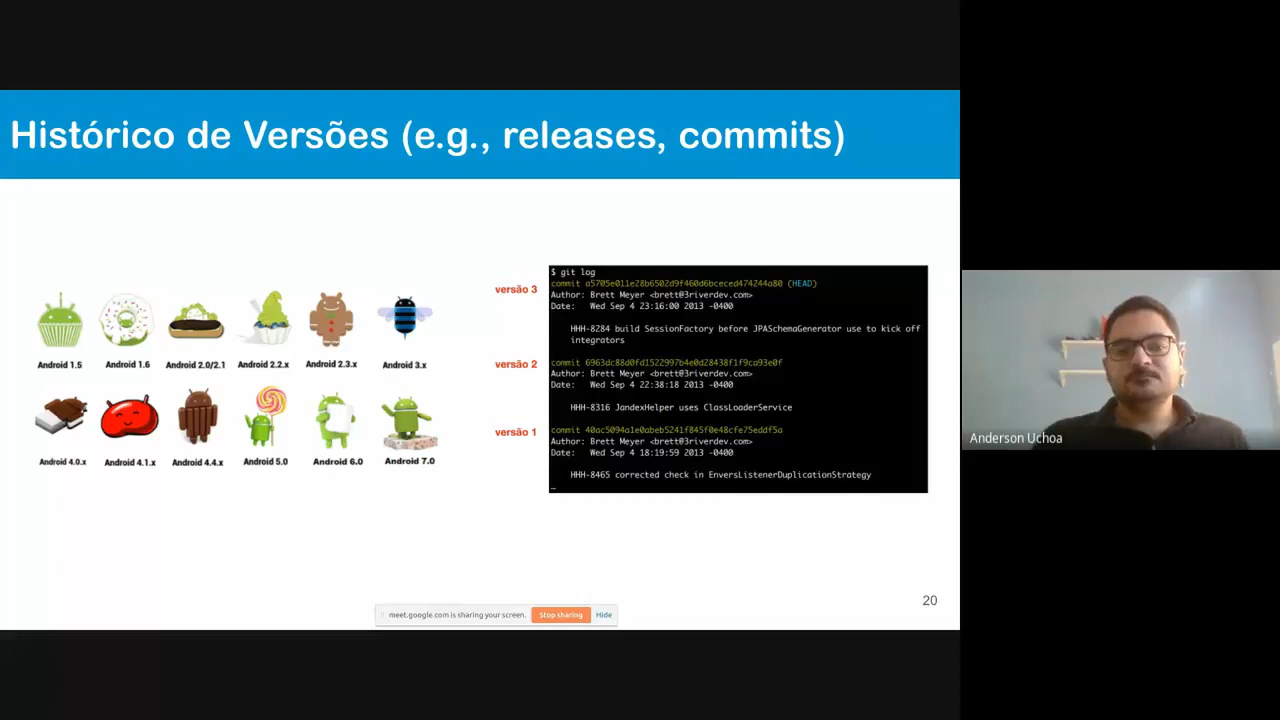 Histórico de Versões (e.g., releases, commits)
Android 1.5
Android 1.6
Android 2.0/2.1
Android 2.2.x
Android 2.3.x
Android 3.x
Android 4.0.x
Android 4.1.x
Android 4.4.x
Android 5.0
Android 6.0
Android 7.0
versão 3
versão 2
versão 1
$ git log
commit a5705e011e28b6502d9f460d6bceced474244a80 (HEAD)
Author: Brett Meyer <brett@3riverdev.com>
Date: Wed Sep 4 23:16:00 2013 -0400
HHH-8284 build SessionFactory before JPASchemaGenerator use to kick off
integrators
commit 6963dc88d0fd1522997b4e0d28438f1f9ca93e0f
Author: Brett Meyer <brett@3riverdev.com>
Date: Wed Sep 4 22:38:18 2013 -0400
HHH-8316 JandexHelper uses ClassLoaderService
commit 40ac5094a1e0abeb5241f845f0e48cfe75eddf5a
Author: Brett Meyer <brett@3riverdev.com>
Date: Wed Sep 4 18:19:59 2013 -0400
HHH-8465 corrected check in EnversListenerDuplicationStrategy
20
meet.google.com is sharing your screen.
Stop sharing
Hide
Anderson Uchoa